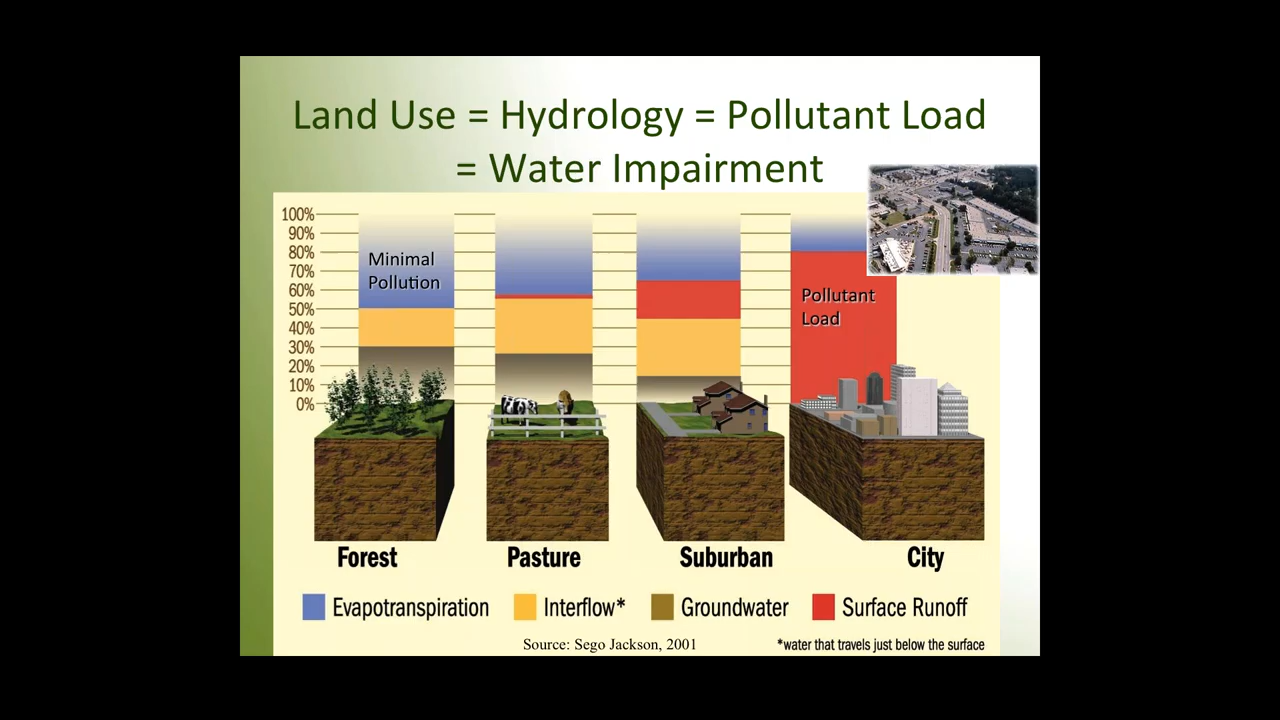 Land Use = Hydrology = Pollutant Load
= Water Impairment
100%
90%
80%
70%
60%
50%
40%
30%
20%
10%
0%
Minimal
Pollution
Pollutant
Load
Forest
Pasture
Suburban
City
Evapotranspiration
Interflow*
Groundwater
Surface Runoff
Source: Sego Jackson, 2001
*water that travels just below the surface